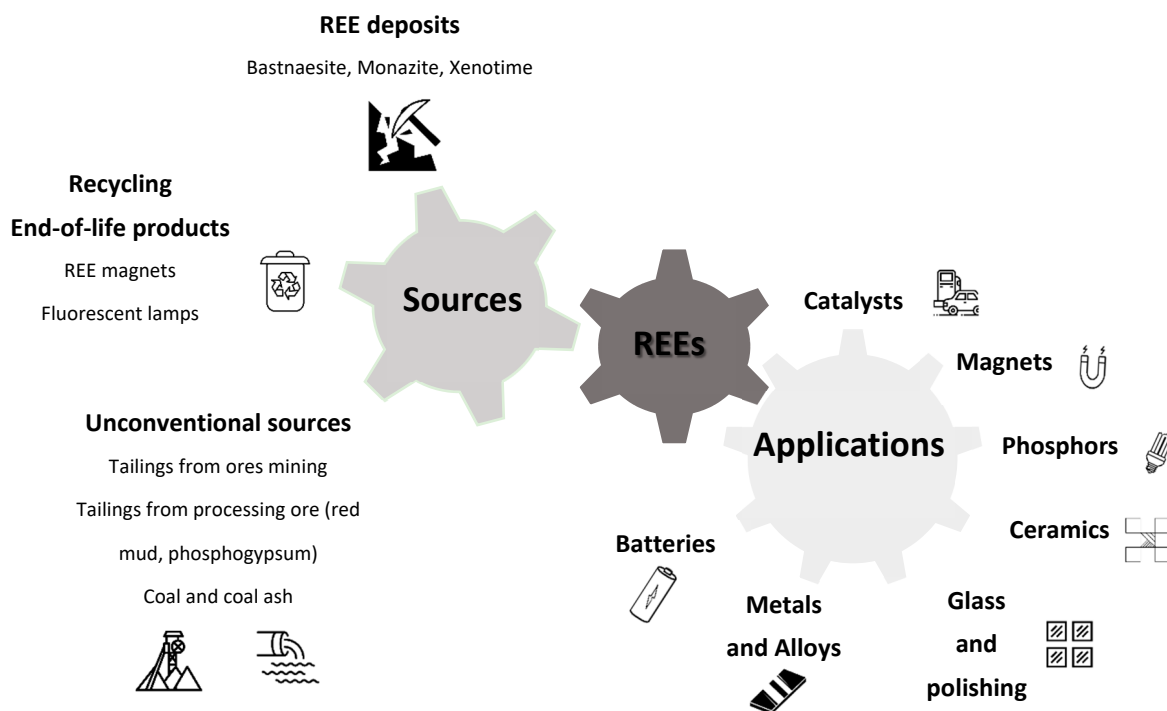 REE deposits
Bastnaesite, Monazite, Xenotime
Recycling
End-of-life products
REE magnets
Fluorescent lamps
Sources
REEs
Unconventional sources
Tailings from ores mining
Tailings from processing ore (red
mud, phosphogypsum)
Coal and coal ash
Applications
Catalysts
Magnets
Phosphors
Ceramics
Glass
and
polishing
Metals
and Alloys
Batteries